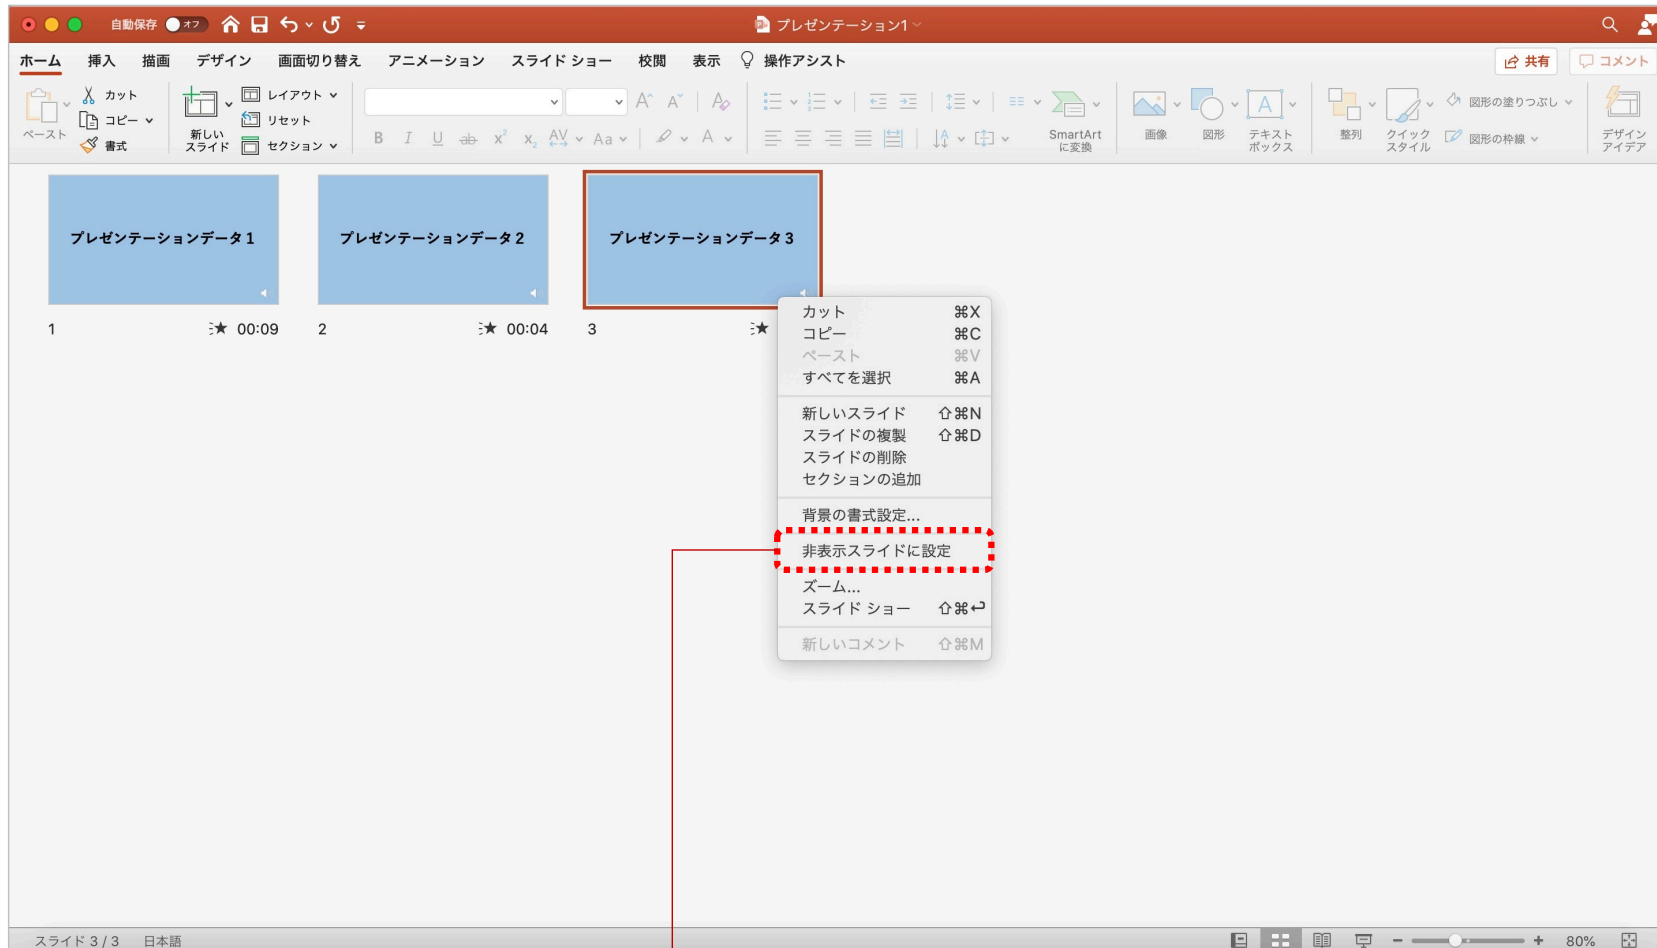 自動保存 オフ
プレゼンテーション1
ホーム 挿入 描画 デザイン 画面切り替え アニメーション スライド ショー 校閲 表示 操作アシスト
共有 コメント
ペースト
カット
コピー
書式
新しい
スライド
レイアウト
リセット
セクション
B I U ab x² x₂ AV Aa A
A^ A˅ A
SmartArt
に変換
画像
図形
A
テキスト
ボックス
整列
クイック
スタイル
図形の塗りつぶし
図形の枠線
デザイン
アイデア
プレゼンテーションデータ 1
プレゼンテーションデータ 2
プレゼンテーションデータ 3
1 00:09
2 00:04
3
カット ⌘X
コピー ⌘C
ペースト ⌘V
すべてを選択 ⌘A
新しいスライド ⇧⌘N
スライドの複製 ⇧⌘D
スライドの削除
セクションの追加
背景の書式設定...
非表示スライドに設定
ズーム...
スライド ショー ⇧⌘↩
新しいコメント ⇧⌘M
スライド 3 / 3 日本語
80%